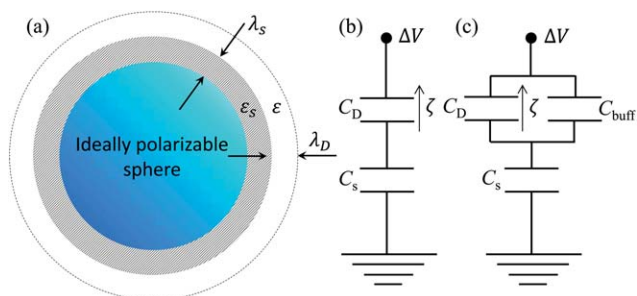 (a)
λs
(b)
ΔV
(c)
ΔV
εs
ε
CD
ζ
CD
ζ
Cbuff
Ideally polarizable
sphere
λD
Cs
Cs